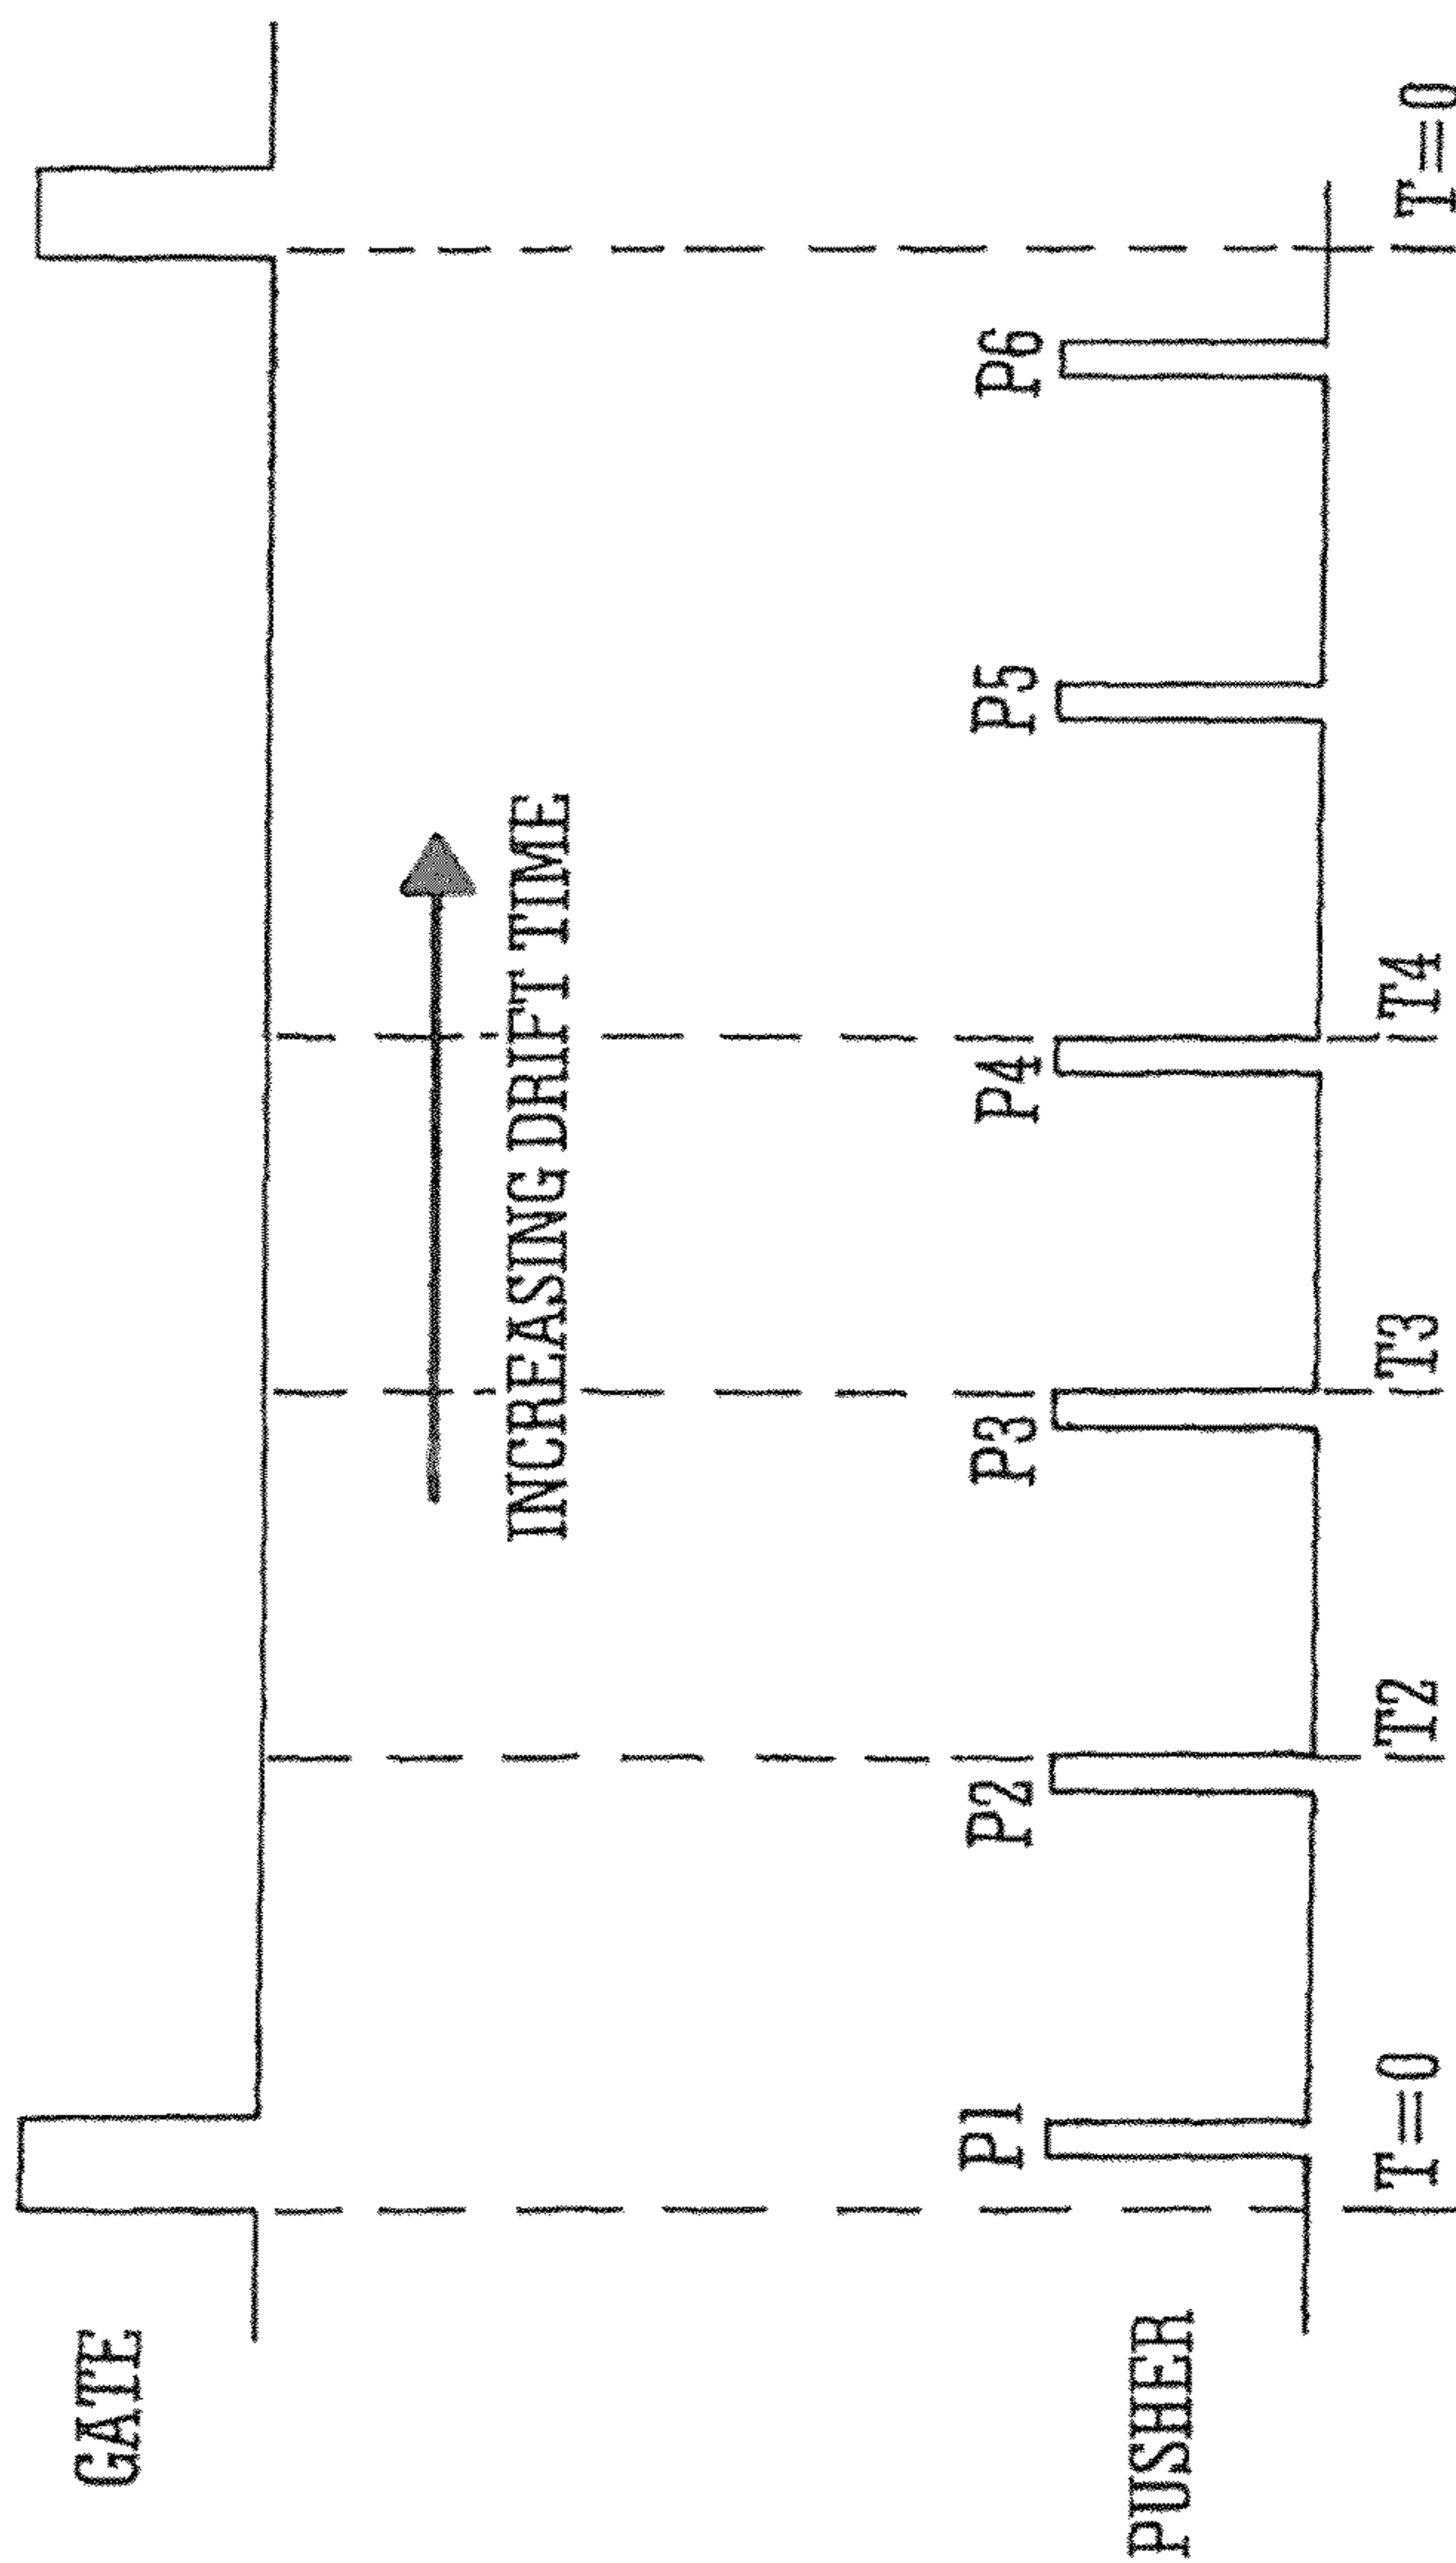 GATE
INCREASING DRIFT TIME
P1
P2
P3
P4
P5
P6
PUSHER
T=0
T2
T3
T4
T=0